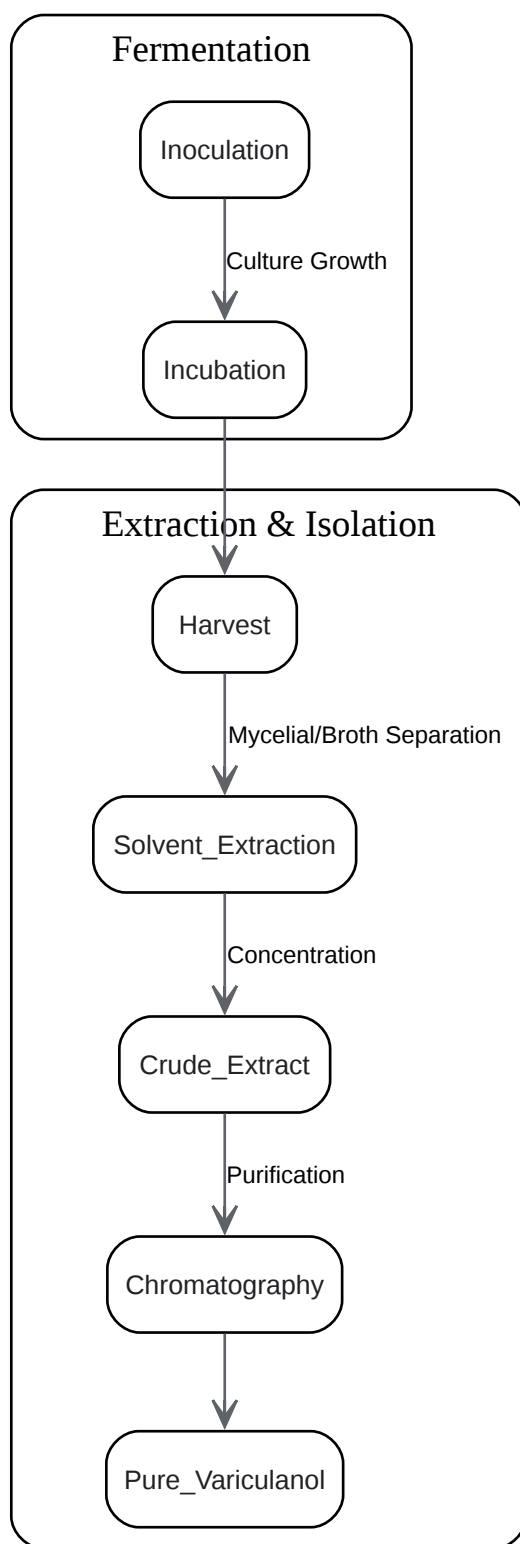 Fermentation
Inoculation
Culture Growth
Incubation
Extraction & Isolation
Harvest
Mycelial/Broth Separation
Solvent_Extraction
Concentration
Crude_Extract
Purification
Chromatography
Pure_Variculanol